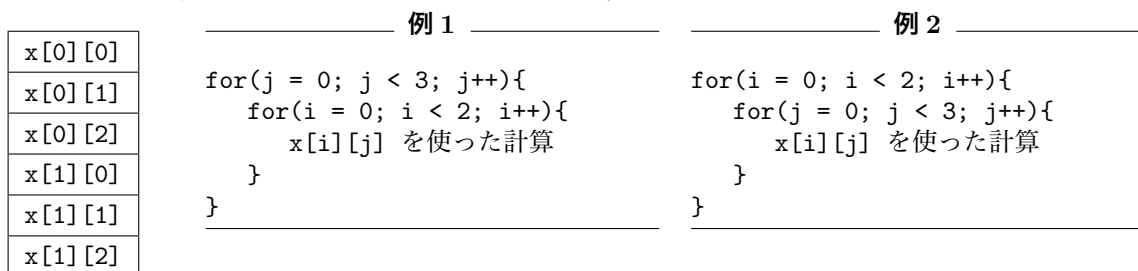 x[0][0]
x[0][1]
x[0][2]
x[1][0]
x[1][1]
x[1][2]
例 1
for(j = 0; j < 3; j++){
for(i = 0; i < 2; i++){
x[i][j] を使った計算
}
}
例 2
for(i = 0; i < 2; i++){
for(j = 0; j < 3; j++){
x[i][j] を使った計算
}
}